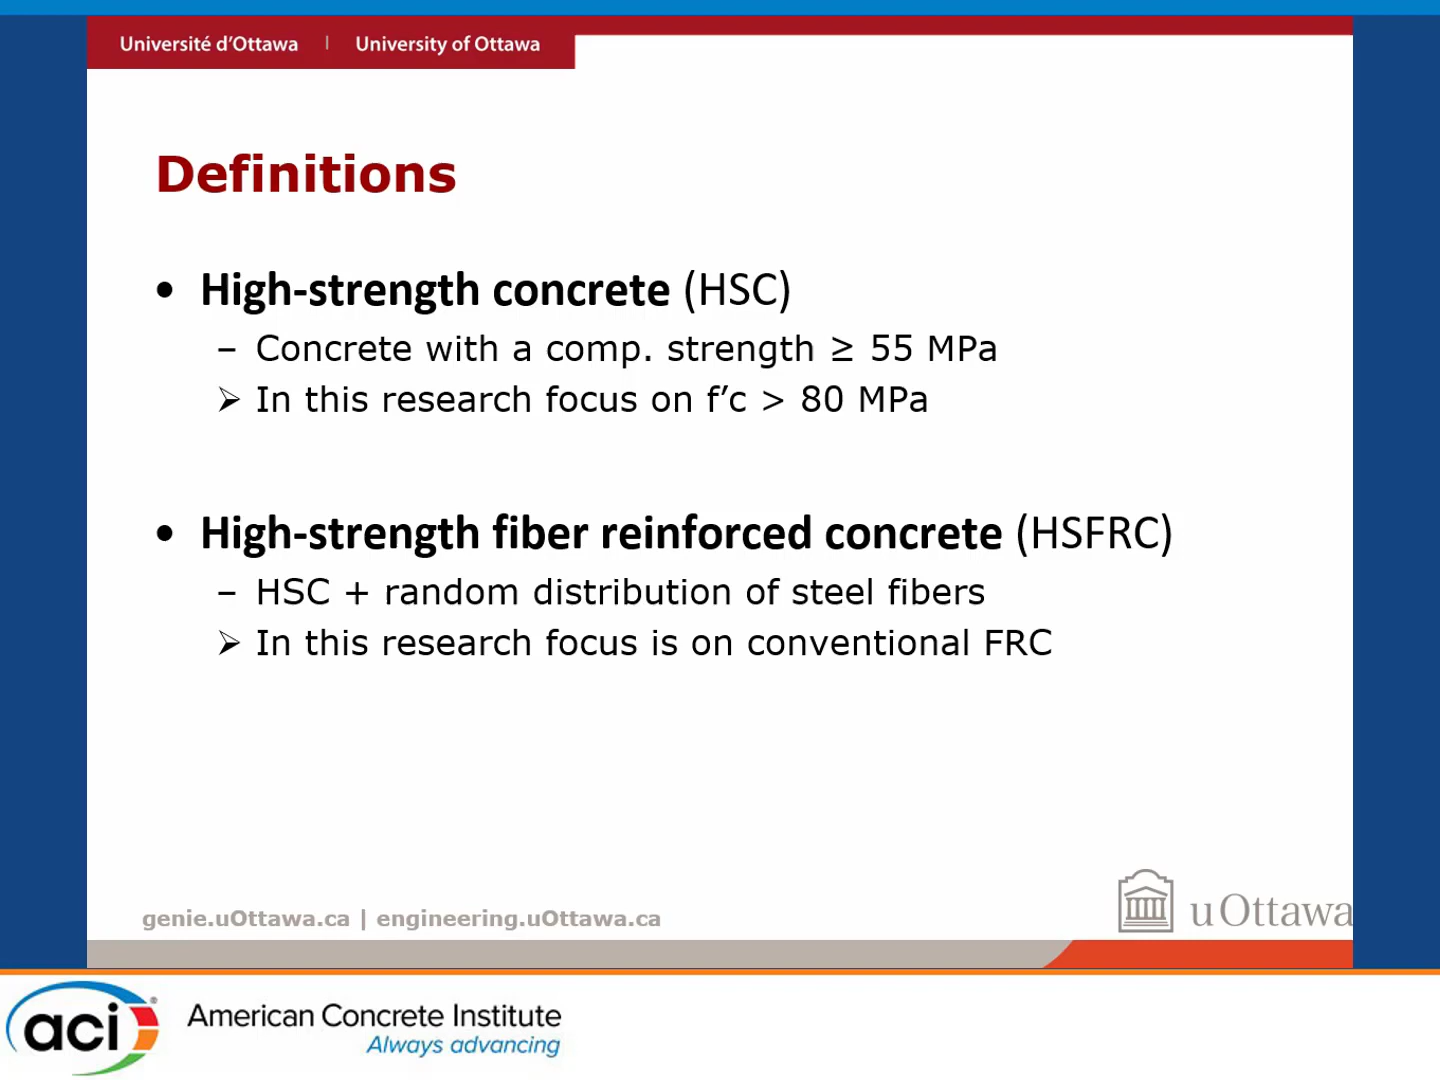 Université d'Ottawa | University of Ottawa
Definitions
• High-strength concrete (HSC)
– Concrete with a comp. strength ≥ 55 MPa
➢ In this research focus on f’c > 80 MPa
• High-strength fiber reinforced concrete (HSFRC)
– HSC + random distribution of steel fibers
➢ In this research focus is on conventional FRC
genie.uOttawa.ca | engineering.uOttawa.ca
uOttawa
aci®
American Concrete Institute
Always advancing